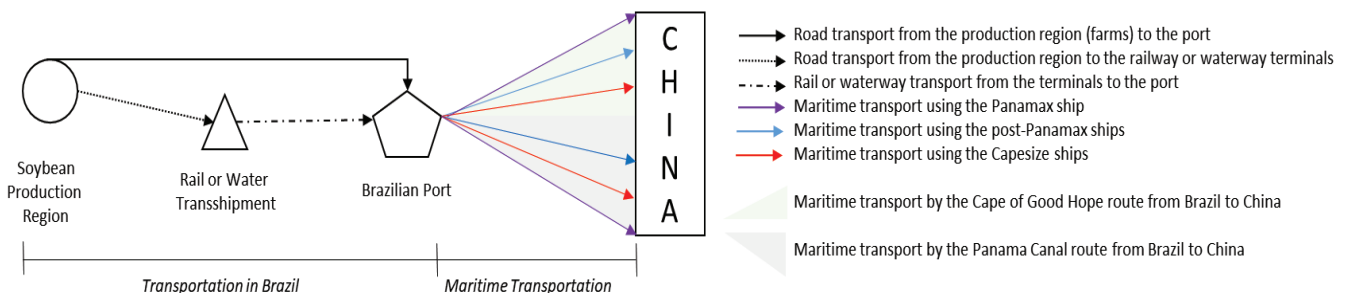 Soybean
Production
Region
Rail or Water
Transshipment
Brazilian Port
C
H
I
N
A
Transportation in Brazil
Maritime Transportation
Road transport from the production region (farms) to the port
Road transport from the production region to the railway or waterway terminals
Rail or waterway transport from the terminals to the port
Maritime transport using the Panamax ship
Maritime transport using the post-Panamax ships
Maritime transport using the Capesize ships
Maritime transport by the Cape of Good Hope route from Brazil to China
Maritime transport by the Panama Canal route from Brazil to China